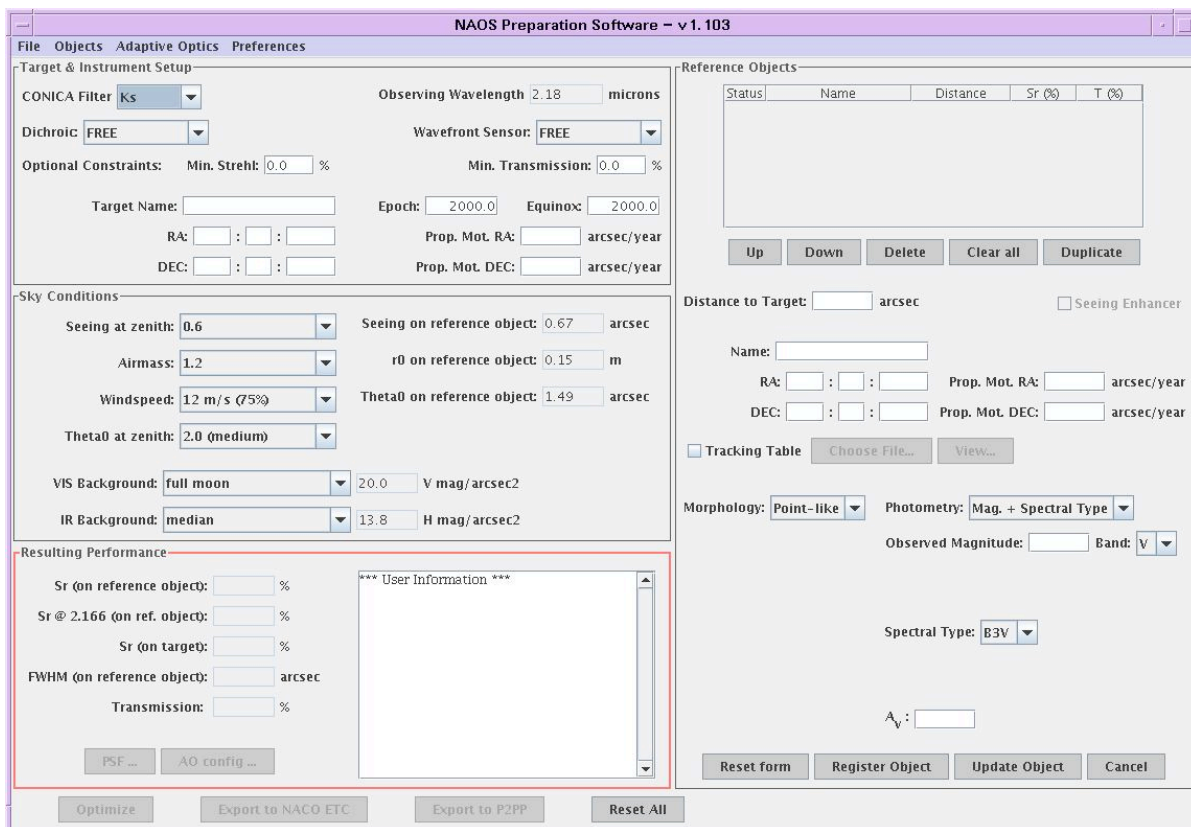 NAOS Preparation Software – v 1.103
File Objects Adaptive Optics Preferences
Target & Instrument Setup
CONICA Filter Ks
Observing Wavelength 2.18 microns
Dichroic: FREE
Wavefront Sensor: FREE
Optional Constraints: Min. Strehl: 0.0 %
Min. Transmission: 0.0 %
Target Name:
Epoch: 2000.0 Equinox: 2000.0
RA: : :
Prop. Mot. RA: arcsec/year
DEC: : :
Prop. Mot. DEC: arcsec/year
Sky Conditions
Seeing at zenith: 0.6
Seeing on reference object: 0.67 arcsec
Airmass: 1.2
r0 on reference object: 0.15 m
Windspeed: 12 m/s (75%)
Theta0 on reference object: 1.49 arcsec
Theta0 at zenith: 2.0 (medium)
VIS Background: full moon 20.0 V mag/arcsec2
IR Background: median 13.8 H mag/arcsec2
Resulting Performance
Sr (on reference object): %
Sr @ 2.166 (on ref. object): %
Sr (on target): %
FWHM (on reference object): arcsec
Transmission: %
PSF ... AO config ...
*** User Information ***
Optimize Export to NACO ETC Export to P2PP Reset All
Reference Objects
Status Name Distance Sr (%) T (%)
Up Down Delete Clear all Duplicate
Distance to Target: arcsec Seeing Enhancer
Name:
RA: : : Prop. Mot. RA: arcsec/year
DEC: : : Prop. Mot. DEC: arcsec/year
Tracking Table Choose File... View...
Morphology: Point-like Photometry: Mag. + Spectral Type
Observed Magnitude: Band: V
Spectral Type: B3V
Av :
Reset form Register Object Update Object Cancel